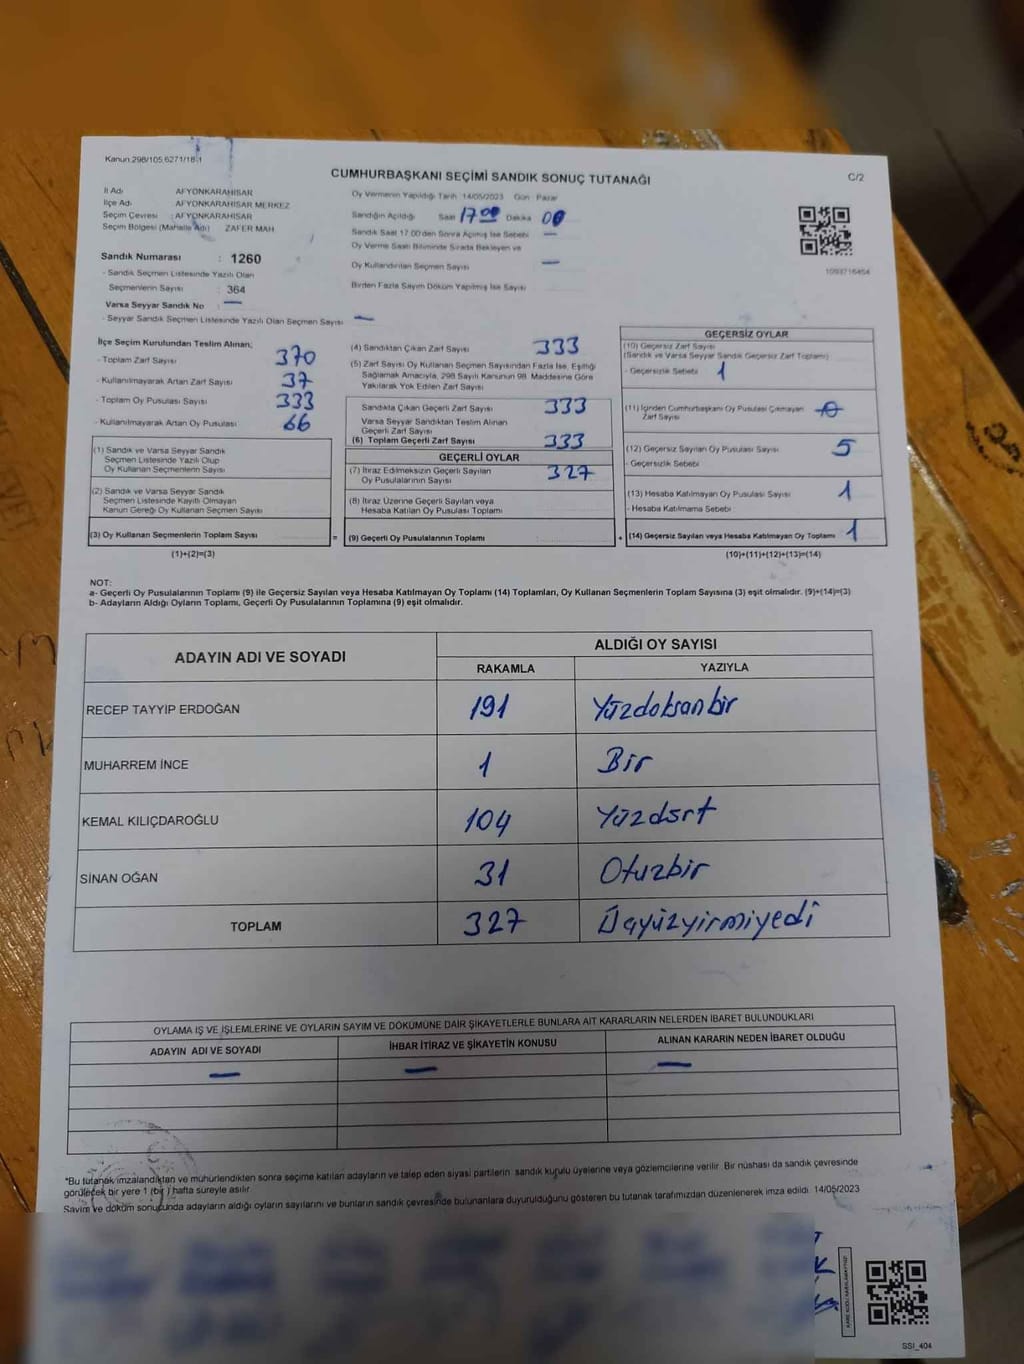 Kanun 298/105,6271/18-1
CUMHURBAŞKANI SEÇİMİ SANDIK SONUÇ TUTANAĞI
C/2
İl Adı AFYONKARAHİSAR
İlçe Adı AFYONKARAHİSAR MERKEZ
Seçim Çevresi : AFYONKARAHİSAR
Seçim Bölgesi (Mahalle Adı) ZAFER MAH.
Oy Vermenin Yapıldığı Tarih 14/05/2023 Gün : Pazar
Sandığın Açıldığı Saat 17 00 Dakika 00
Sandık Saat 17:00'den Sonra Açılmış İse Sebebi —
Oy Verme Saati Bitiminde Sırada Bekleyen ve
Oy Kullandırılan Seçmen Sayısı —
Birden Fazla Sayım Döküm Yapılmış İse Sayısı
1093716454
Sandık Numarası : 1260
- Sandık Seçmen Listesinde Yazılı Olan
Seçmenlerin Sayısı : 364
Varsa Seyyar Sandık No : —
- Seyyar Sandık Seçmen Listesinde Yazılı Olan Seçmen Sayısı : —
İlçe Seçim Kurulundan Teslim Alınan;
- Toplam Zarf Sayısı 370
- Kullanılmayarak Artan Zarf Sayısı 37
- Toplam Oy Pusulası Sayısı 333
- Kullanılmayarak Artan Oy Pusulası 66
(1) Sandık ve Varsa Seyyar Sandık
Seçmen Listesinde Yazılı Olup
Oy Kullanan Seçmenlerin Sayısı
(2) Sandık ve Varsa Seyyar Sandık
Seçmen Listesinde Kayıtlı Olmayan
Kanun Gereği Oy Kullanan Seçmen Sayısı
(3) Oy Kullanan Seçmenlerin Toplam Sayısı
(1)+(2)=(3)
=
(4) Sandıktan Çıkan Zarf Sayısı 333
(5) Zarf Sayısı Oy Kullanan Seçmen Sayısından Fazla İse, Eşitliği
Sağlamak Amacıyla, 298 Sayılı Kanunun 98. Maddesine Göre
Yakılarak Yok Edilen Zarf Sayısı
Sandıkta Çıkan Geçerli Zarf Sayısı 333
Varsa Seyyar Sandıktan Teslim Alınan
Geçerli Zarf Sayısı
(6) Toplam Geçerli Zarf Sayısı 333
GEÇERLİ OYLAR
(7) İtiraz Edilmeksizin Geçerli Sayılan
Oy Pusulalarının Sayısı 327
(8) İtiraz Üzerine Geçerli Sayılan veya
Hesaba Katılan Oy Pusulası Toplamı
(9) Geçerli Oy Pusulalarının Toplamı
+
GEÇERSİZ OYLAR
(10) Geçersiz Zarf Sayısı
(Sandık ve Varsa Seyyar Sandık Geçersiz Zarf Toplamı)
- Geçersizlik Sebebi 1
(11) İçinden Cumhurbaşkanı Oy Pusulası Çıkmayan
Zarf Sayısı
(12) Geçersiz Sayılan Oy Pusulası Sayısı 5
- Geçersizlik Sebebi
(13) Hesaba Katılmayan Oy Pusulası Sayısı 1
- Hesaba Katılmama Sebebi
(14) Geçersiz Sayılan veya Hesaba Katılmayan Oy Toplamı 1
(10)+(11)+(12)+(13)=(14)
NOT:
a- Geçerli Oy Pusulalarının Toplamı (9) ile Geçersiz Sayılan veya Hesaba Katılmayan Oy Toplamı (14) Toplamları, Oy Kullanan Seçmenlerin Toplam Sayısına (3) eşit olmalıdır. (9)+(14)=(3)
b- Adayların Aldığı Oyların Toplamı, Geçerli Oy Pusulalarının Toplamına (9) eşit olmalıdır.
ADAYIN ADI VE SOYADI
ALDIĞI OY SAYISI
RAKAMLA YAZIYLA
RECEP TAYYİP ERDOĞAN 191 Yüzdoksanbir
MUHARREM İNCE 1 Bir
KEMAL KILIÇDAROĞLU 104 Yüzdört
SİNAN OĞAN 31 Otuzbir
TOPLAM 327 Üçyüzyirmiyedi
OYLAMA İŞ VE İŞLEMLERİNE VE OYLARIN SAYIM VE DÖKÜMÜNE DAİR ŞİKAYETLERLE BUNLARA AİT KARARLARIN NELERDEN İBARET BULUNDUKLARI
ADAYIN ADI VE SOYADI İHBAR İTİRAZ VE ŞİKAYETİN KONUSU ALINAN KARARIN NEDEN İBARET OLDUĞU
— — —
*Bu tutanak imzalandıktan ve mühürlendikten sonra seçime katılan adayların ve talep eden siyasi partilerin sandık kurulu üyelerine veya gözlemcilerine verilir. Bir nüshası da sandık çevresinde
görülecek bir yere 1 (bir) hafta süreyle asılır.
Sayım ve döküm sonucunda adayların aldığı oyların sayılarını ve bunların sandık çevresinde bulunanlara duyurulduğunu gösteren bu tutanak tarafımızdan düzenlenerek imza edildi. 14/05/2023
SSI_404